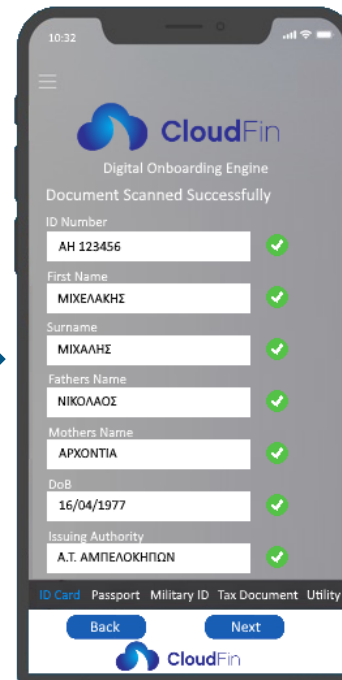 10:32
CloudFin
Digital Onboarding Engine
Document Scanned Successfully
ID Number
ΑΗ 123456
First Name
ΜΙΧΕΛΑΚΗΣ
Surname
ΜΙΧΑΛΗΣ
Fathers Name
ΝΙΚΟΛΑΟΣ
Mothers Name
ΑΡΧΟΝΤΙΑ
DoB
16/04/1977
Issuing Authority
Α.Τ. ΑΜΠΕΛΟΚΗΠΩΝ
ID Card Passport Military ID Tax Document Utility
Back Next
CloudFin